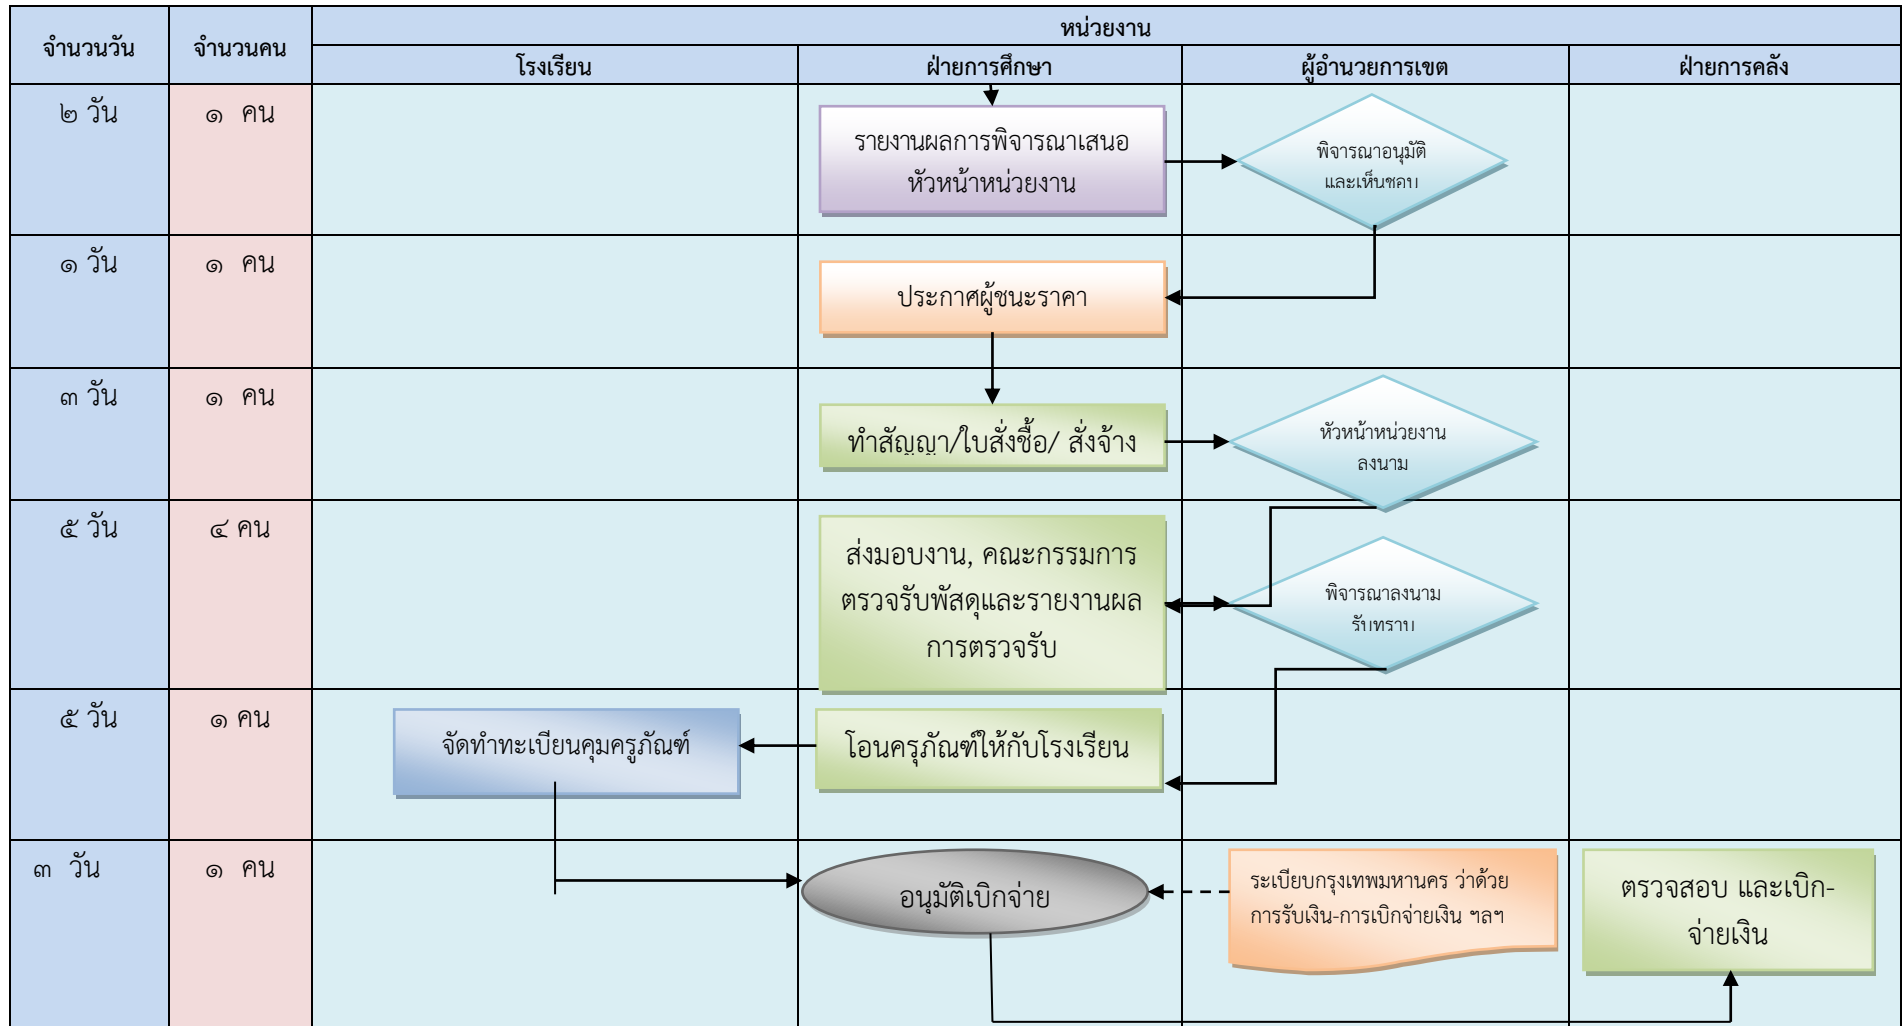 จำนวนวัน
จำนวนคน
หน่วยงาน
โรงเรียน
ฝ่ายการศึกษา
ผู้อำนวยการเขต
ฝ่ายการคลัง
๒ วัน
๑ คน
รายงานผลการพิจารณาเสนอ
หัวหน้าหน่วยงาน
พิจารณาอนุมัติ
และเห็นชอบ
๑ วัน
๑ คน
ประกาศผู้ชนะราคา
๓ วัน
๑ คน
ทำสัญญา/ใบสั่งซื้อ/ สั่งจ้าง
หัวหน้าหน่วยงาน
ลงนาม
๕ วัน
๔ คน
ส่งมอบงาน, คณะกรรมการ
ตรวจรับพัสดุและรายงานผล
การตรวจรับ
พิจารณาลงนาม
รับทราบ
๕ วัน
๑ คน
จัดทำทะเบียนคุมครูภัณฑ์
โอนครุภัณฑ์ให้กับโรงเรียน
๓ วัน
๑ คน
อนุมัติเบิกจ่าย
ระเบียบกรุงเทพมหานคร ว่าด้วย
การรับเงิน-การเบิกจ่ายเงิน ฯลฯ
ตรวจสอบ และเบิก-
จ่ายเงิน